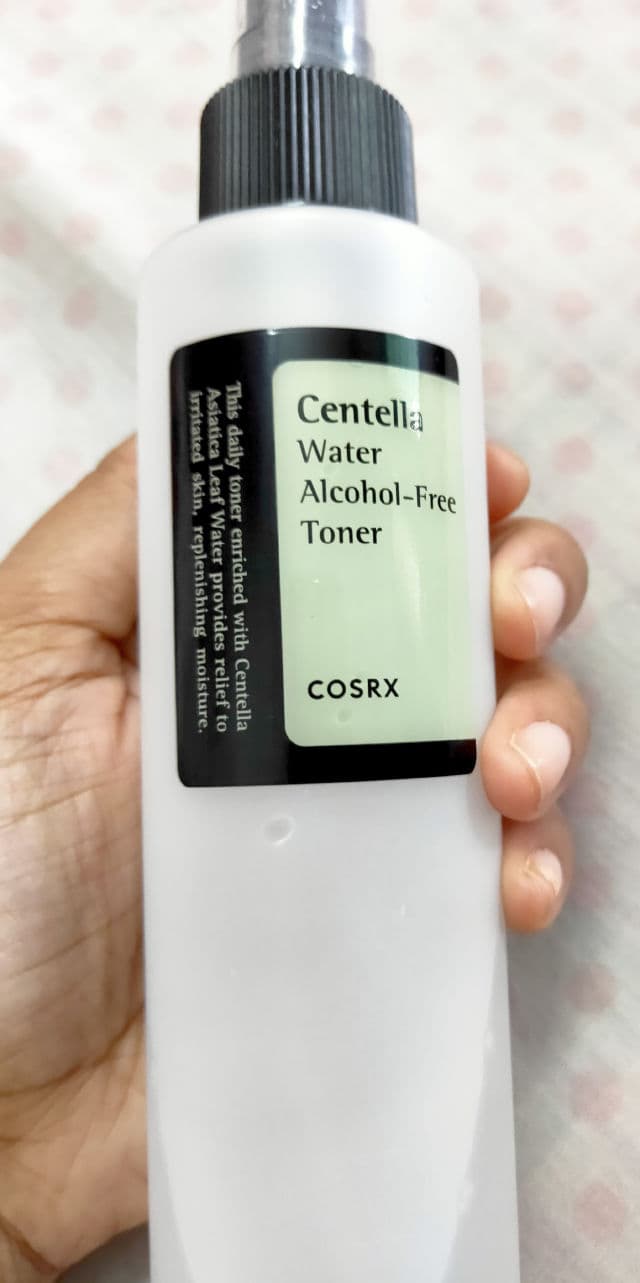 Centella
Water
Alcohol-Free
Toner
COSRX
This daily toner enriched with Centella
Asiatica Leaf Water provides relief to
irritated skin, replenishing moisture.